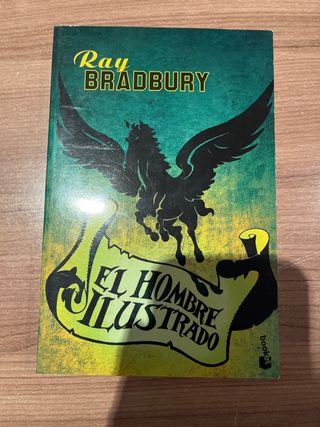 Ray
BRADBURY
EL HOMBRE
ILUSTRADO
booket